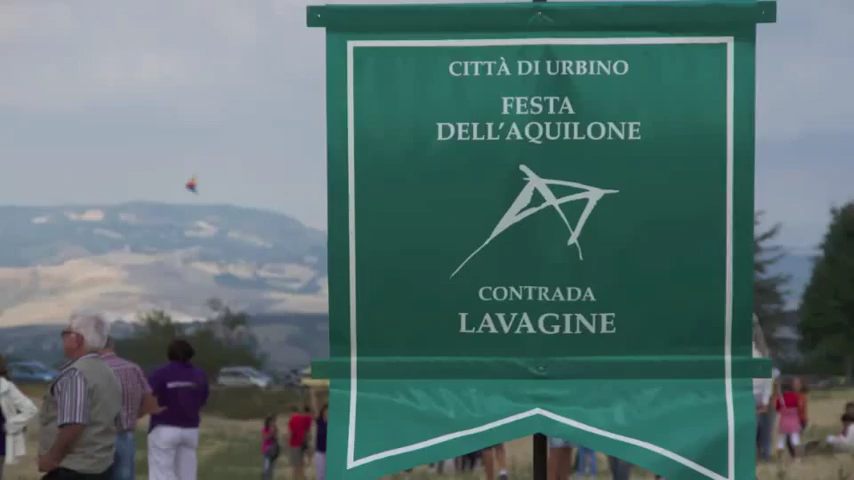 CITTÀ DI URBINO
FESTA
DELL'AQUILONE
CONTRADA
LAVAGINE